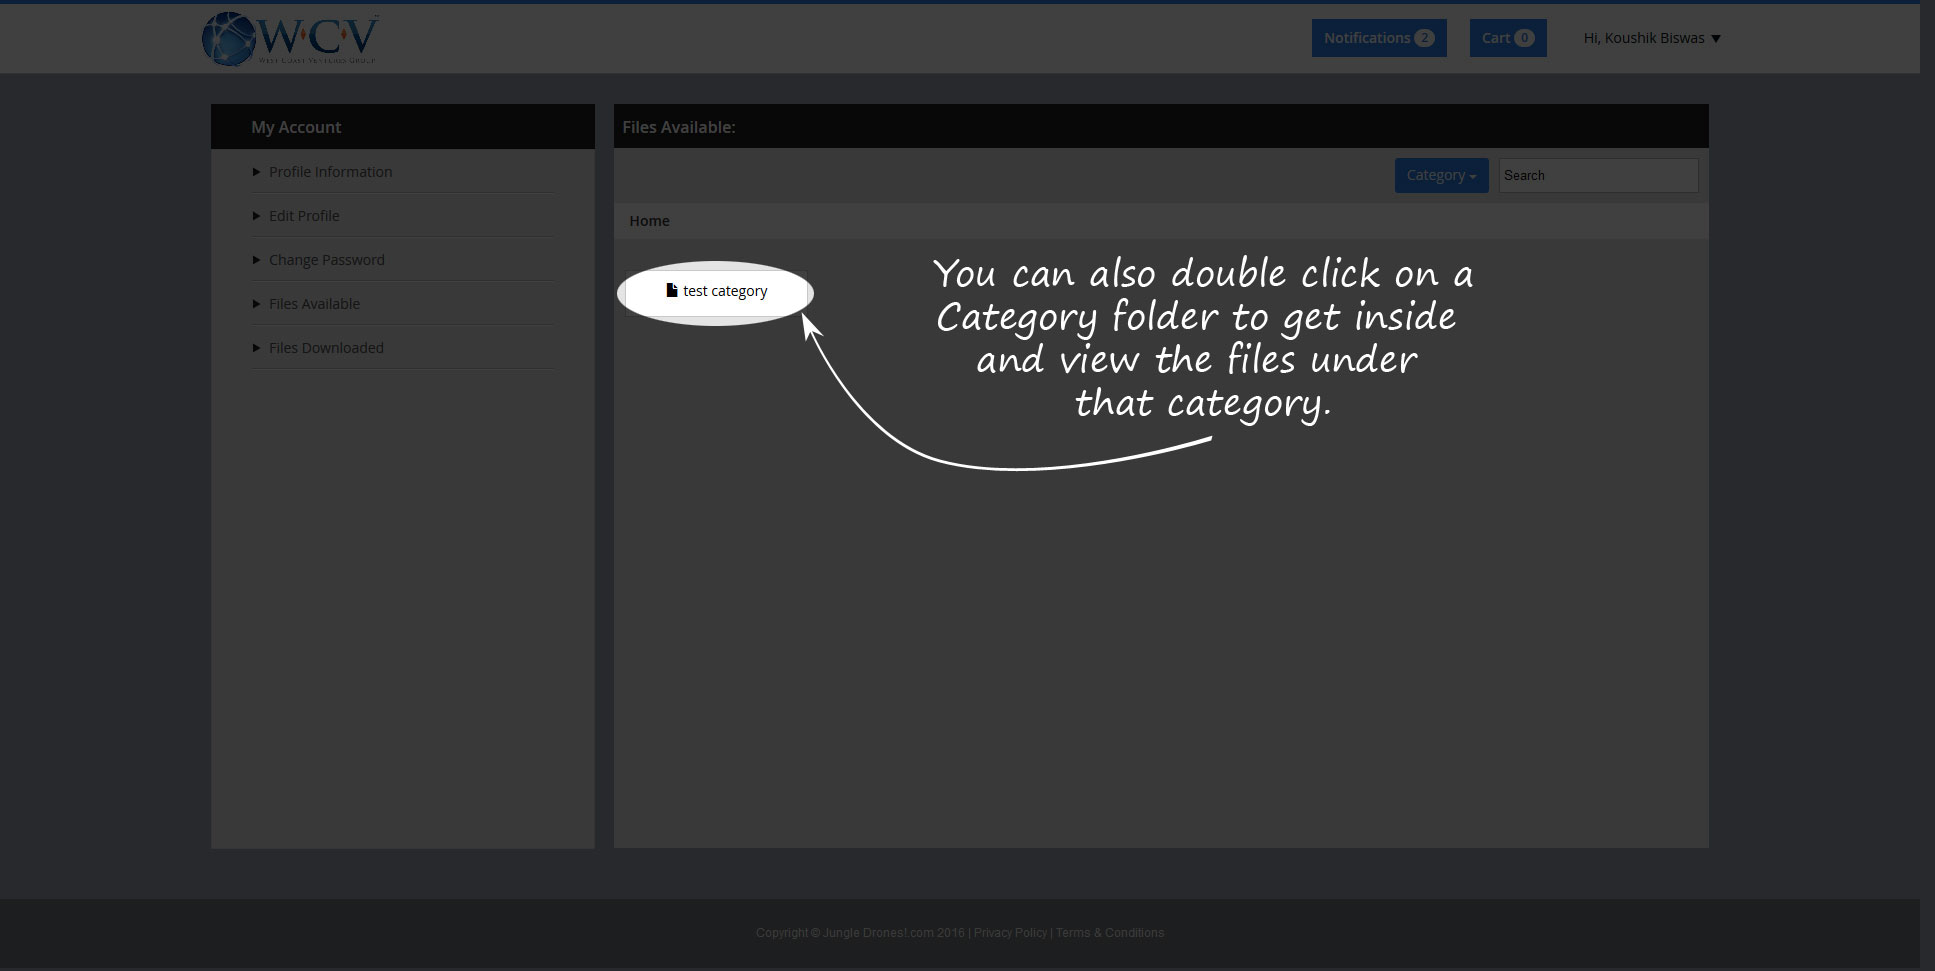 W·C·V
WEST COAST VENTURES GROUP
Notifications 2
Cart 0
Hi, Koushik Biswas
My Account
Profile Information
Edit Profile
Change Password
Files Available
Files Downloaded
Files Available:
Category
Search
Home
test category
You can also double click on a
Category folder to get inside
and view the files under
that category.
Copyright © Jungle Drones!.com 2016 | Privacy Policy | Terms & Conditions